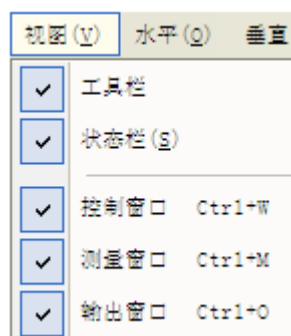 视图(V) 水平(O) 垂直
工具栏
状态栏(S)
控制窗口 Ctrl+W
测量窗口 Ctrl+M
输出窗口 Ctrl+O